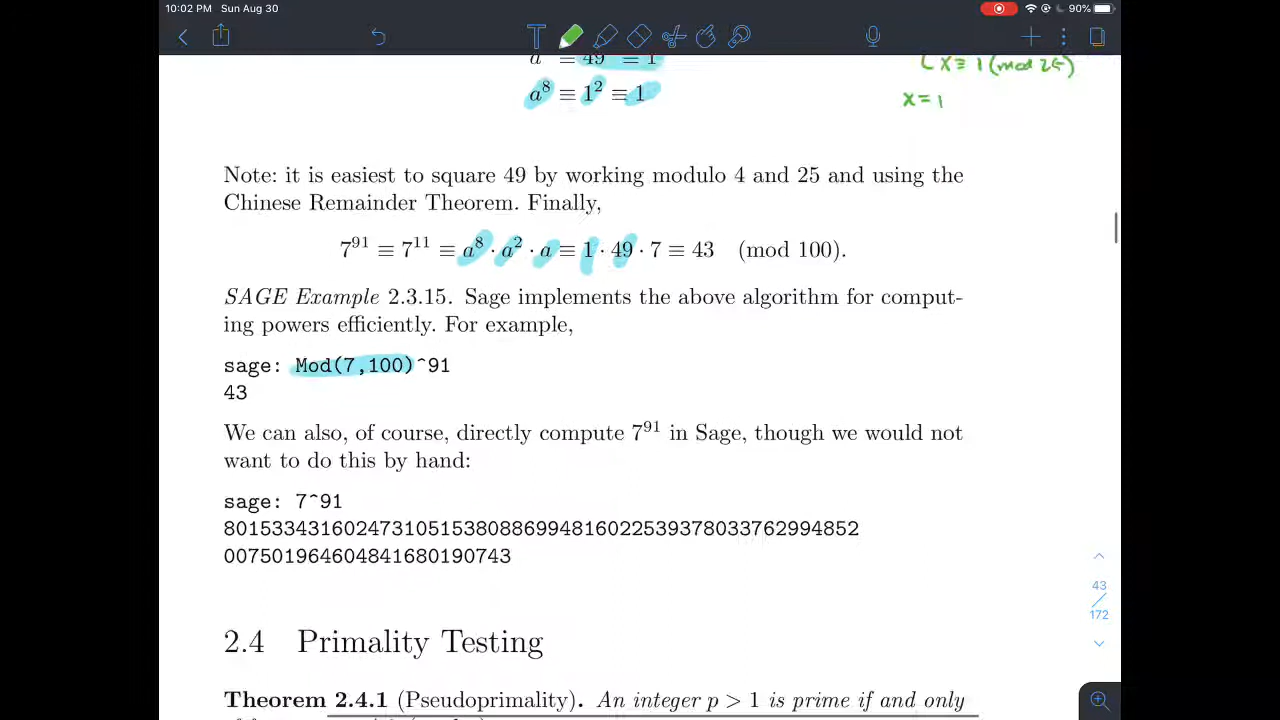 10:02 PM Sun Aug 30
90%
a⁴ ≡ 49² ≡ 1
x ≡ 1 (mod 25)
a⁸ ≡ 1² ≡ 1
x = 1
Note: it is easiest to square 49 by working modulo 4 and 25 and using the
Chinese Remainder Theorem. Finally,
7⁹¹ ≡ 7¹¹ ≡ a⁸ · a² · a ≡ 1 · 49 · 7 ≡ 43 (mod 100).
SAGE Example 2.3.15. Sage implements the above algorithm for comput-
ing powers efficiently. For example,
sage: Mod(7,100)^91
43
We can also, of course, directly compute 7⁹¹ in Sage, though we would not
want to do this by hand:
sage: 7^91
80153343160247310515380886994816022539378033762994852
007501964604841680190743
43
172
2.4 Primality Testing
Theorem 2.4.1 (Pseudoprimality). An integer p > 1 is prime if and only